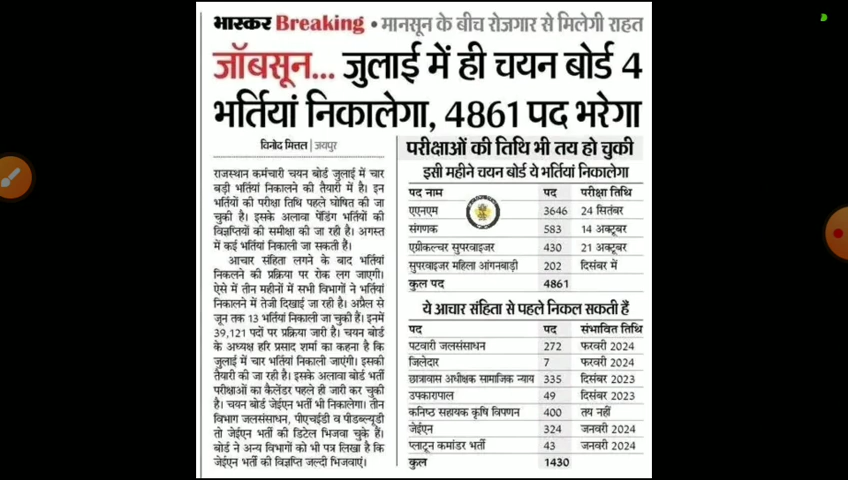 भास्कर Breaking • मानसून के बीच रोजगार से मिलेगी राहत
जॉबसून... जुलाई में ही चयन बोर्ड 4
भर्तियां निकालेगा, 4861 पद भरेगा
विनोद मित्तल | जयपुर
राजस्थान कर्मचारी चयन बोर्ड जुलाई में चार
बड़ी भर्तियां निकालने की तैयारी में है। इन
भर्तियों की परीक्षा तिथि पहले घोषित की जा
चुकी है। इसके अलावा पेंडिंग भर्तियों की
विज्ञप्तियों की समीक्षा की जा रही है। अगस्त
में कई भर्तियां निकाली जा सकती हैं।
आचार संहिता लगने के बाद भर्तियां
निकलने की प्रक्रिया पर रोक लग जाएगी।
ऐसे में तीन महीनों में सभी विभागों ने भर्तियां
निकालने में तेजी दिखाई जा रही है। अप्रैल से
जून तक 13 भर्तियां निकाली जा चुकी हैं। इनमें
39,121 पदों पर प्रक्रिया जारी है। चयन बोर्ड
के अध्यक्ष हरि प्रसाद शर्मा का कहना है कि
जुलाई में चार भर्तियां निकाली जाएंगी। इसकी
तैयारी की जा रही है। इसके अलावा बोर्ड भर्ती
परीक्षाओं का कैलेंडर पहले ही जारी कर चुकी
है। चयन बोर्ड जेईएन भर्ती भी निकालेगा। तीन
विभाग जलसंसाधन, पीएचईडी व पीडब्ल्यूडी
तो जेईएन भर्ती की डिटेल भिजवा चुके हैं।
बोर्ड ने अन्य विभागों को भी पत्र लिखा है कि
जेईएन भर्ती की विज्ञप्ति जल्दी भिजवाएं।
परीक्षाओं की तिथि भी तय हो चुकी
इसी महीने चयन बोर्ड ये भर्तियां निकालेगा
पद नाम पद परीक्षा तिथि
एएनएम 3646 24 सितंबर
संगणक 583 14 अक्टूबर
एग्रीकल्चर सुपरवाइजर 430 21 अक्टूबर
सुपरवाइजर महिला आंगनबाड़ी 202 दिसंबर में
कुल पद 4861
ये आचार संहिता से पहले निकल सकती हैं
पद पद संभावित तिथि
पटवारी जलसंसाधन 272 फरवरी 2024
जिलेदार 7 फरवरी 2024
छात्रावास अधीक्षक सामाजिक न्याय 335 दिसंबर 2023
उपकारापाल 49 दिसंबर 2023
कनिष्ठ सहायक कृषि विपणन 400 तय नहीं
जेईएन 324 जनवरी 2024
प्लाटून कमांडर भर्ती 43 जनवरी 2024
कुल 1430